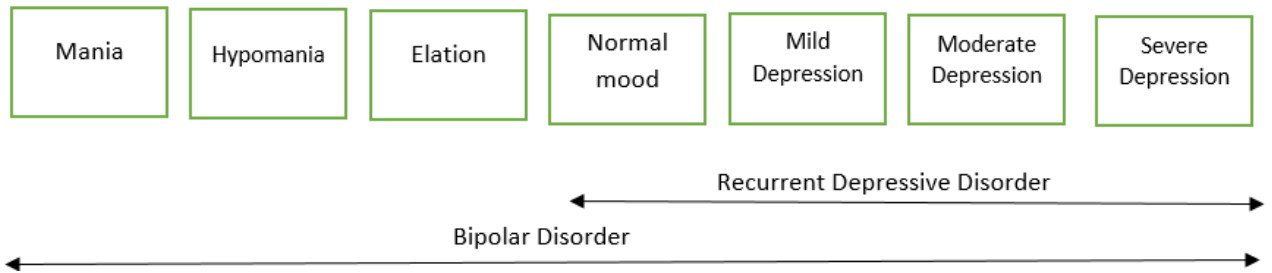 Mania
Hypomania
Elation
Normal
mood
Mild
Depression
Moderate
Depression
Severe
Depression
Recurrent Depressive Disorder
Bipolar Disorder